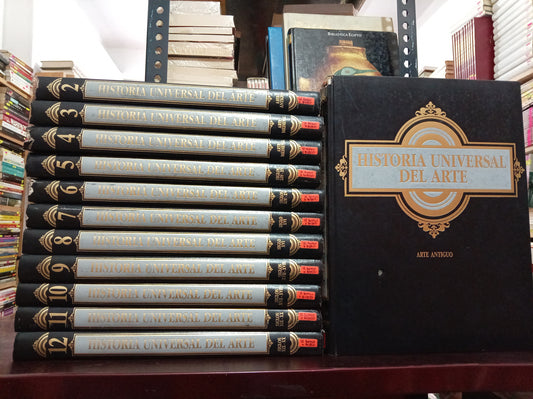 BIBLIOTECA EGIPTO
2 HISTORIA UNIVERSAL DEL ARTE
3 HISTORIA UNIVERSAL DEL ARTE
4 HISTORIA UNIVERSAL DEL ARTE
5 HISTORIA UNIVERSAL DEL ARTE
6 HISTORIA UNIVERSAL DEL ARTE
7 HISTORIA UNIVERSAL DEL ARTE
8 HISTORIA UNIVERSAL DEL ARTE
9 HISTORIA UNIVERSAL DEL ARTE
10 HISTORIA UNIVERSAL DEL ARTE
11 HISTORIA UNIVERSAL DEL ARTE
12 HISTORIA UNIVERSAL DEL ARTE
HISTORIA UNIVERSAL
DEL ARTE
ARTE ANTIGUO